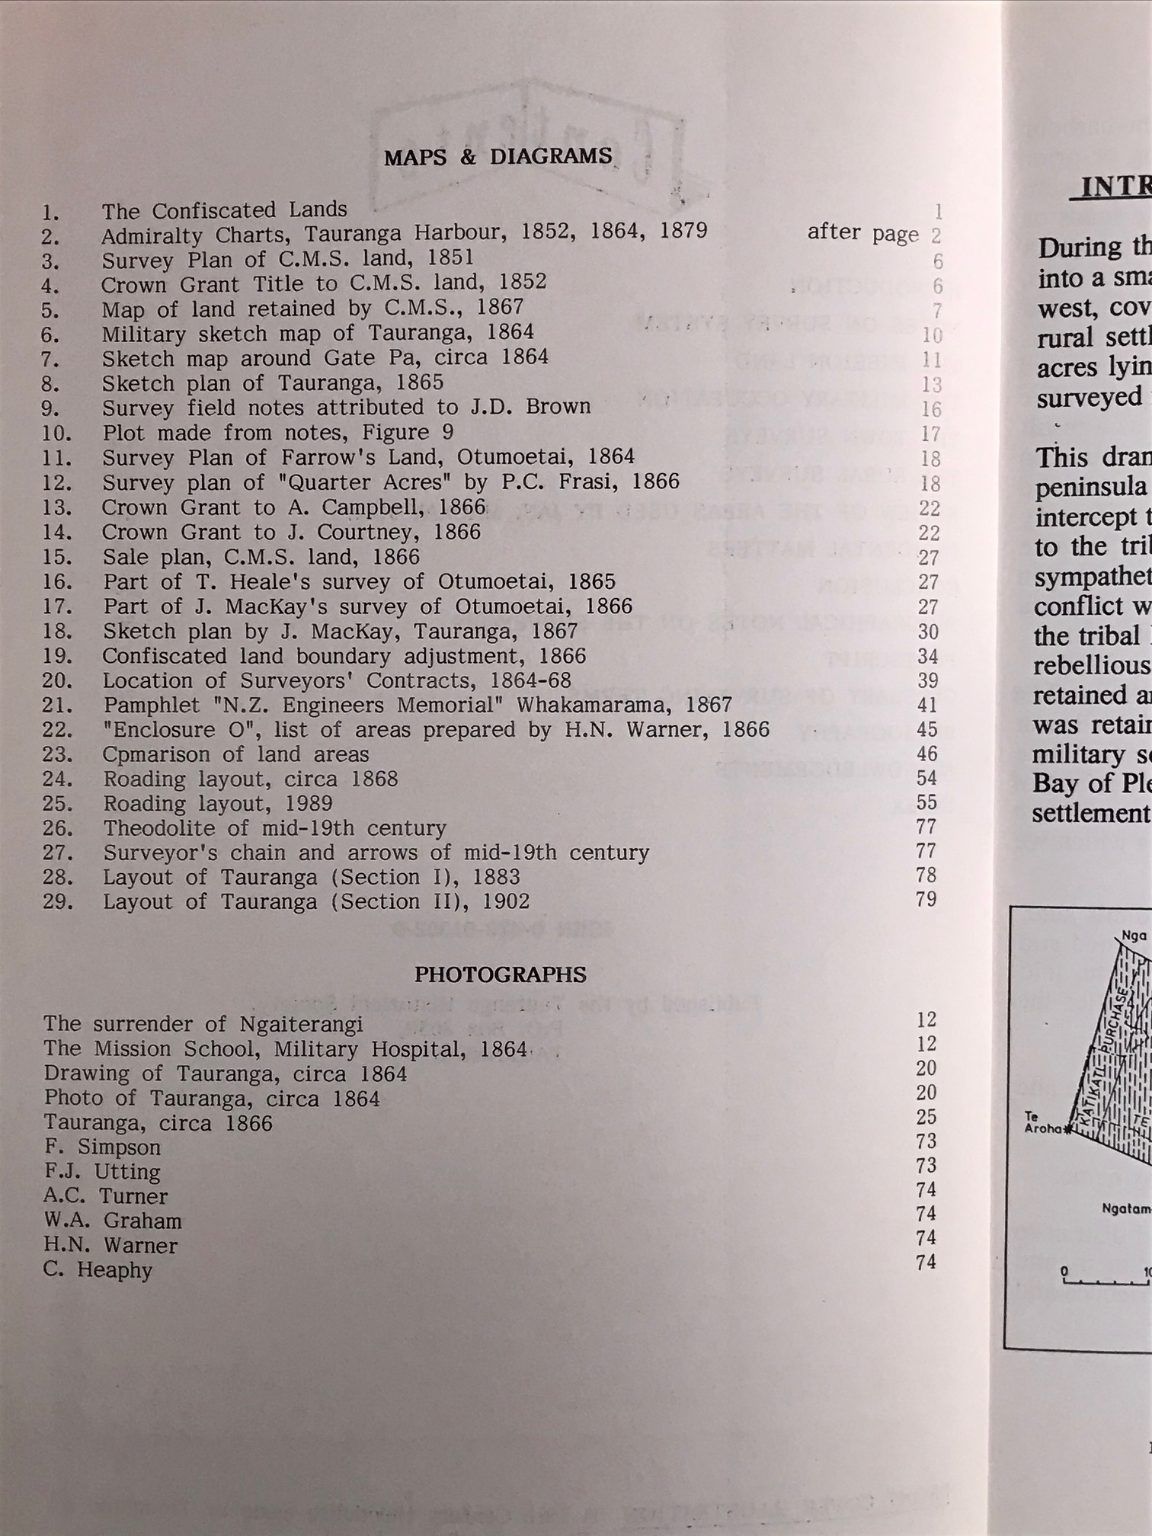 MAPS & DIAGRAMS
1. The Confiscated Lands 1
2. Admiralty Charts, Tauranga Harbour, 1852, 1864, 1879 after page 2
3. Survey Plan of C.M.S. land, 1851 6
4. Crown Grant Title to C.M.S. land, 1852 6
5. Map of land retained by C.M.S., 1867 7
6. Military sketch map of Tauranga, 1864 10
7. Sketch map around Gate Pa, circa 1864 11
8. Sketch plan of Tauranga, 1865 13
9. Survey field notes attributed to J.D. Brown 16
10. Plot made from notes, Figure 9 17
11. Survey Plan of Farrow's Land, Otumoetai, 1864 18
12. Survey plan of "Quarter Acres" by P.C. Frasi, 1866 18
13. Crown Grant to A. Campbell, 1866 22
14. Crown Grant to J. Courtney, 1866 22
15. Sale plan, C.M.S. land, 1866 27
16. Part of T. Heale's survey of Otumoetai, 1865 27
17. Part of J. MacKay's survey of Otumoetai, 1866 27
18. Sketch plan by J. MacKay, Tauranga, 1867 30
19. Confiscated land boundary adjustment, 1866 34
20. Location of Surveyors' Contracts, 1864-68 39
21. Pamphlet "N.Z. Engineers Memorial" Whakamarama, 1867 41
22. "Enclosure O", list of areas prepared by H.N. Warner, 1866 45
23. Cpmarison of land areas 46
24. Roading layout, circa 1868 54
25. Roading layout, 1989 55
26. Theodolite of mid-19th century 77
27. Surveyor's chain and arrows of mid-19th century 77
28. Layout of Tauranga (Section I), 1883 78
29. Layout of Tauranga (Section II), 1902 79
PHOTOGRAPHS
The surrender of Ngaiterangi 12
The Mission School, Military Hospital, 1864 12
Drawing of Tauranga, circa 1864 20
Photo of Tauranga, circa 1864 20
Tauranga, circa 1866 25
F. Simpson 73
F.J. Utting 73
A.C. Turner 74
W.A. Graham 74
H.N. Warner 74
C. Heaphy 74
INTR
During th
into a sma
west, cov
rural settl
acres lyin
surveyed
This dran
peninsula
intercept t
to the tril
sympathet
conflict w
the tribal
rebellious
retained a
was retain
military s
Bay of Ple
settlement
Nga
KATIKATI PURCHASE
TE
Te
Aroha
Ngatam
0 10